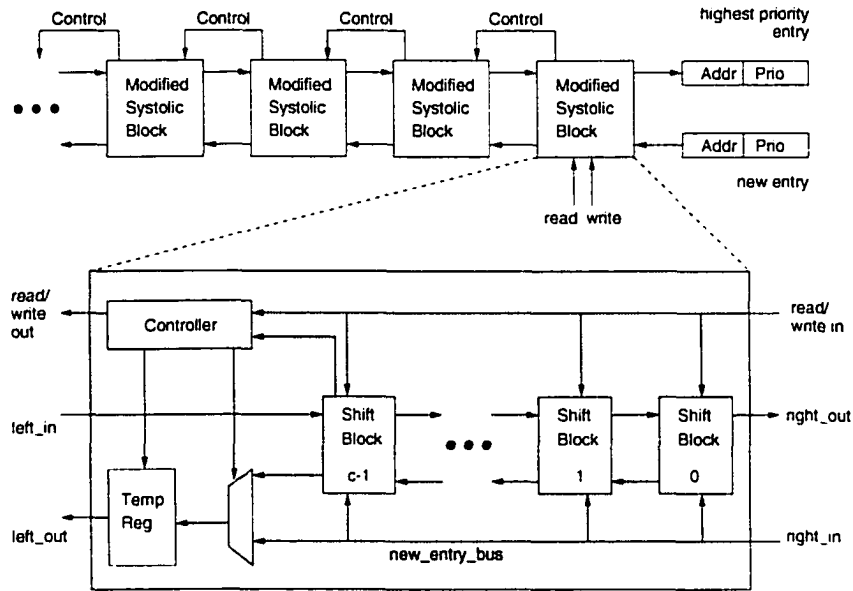 Control Control Control Control
highest priority
entry
Modified
Systolic
Block
Modified
Systolic
Block
Modified
Systolic
Block
Modified
Systolic
Block
Addr Prio
Addr Prio
new entry
read write
read/
write
out
Controller
read/
write in
left_in
Shift
Block
c-1
Shift
Block
1
Shift
Block
0
right_out
Temp
Reg
left_out
new_entry_bus
right_in